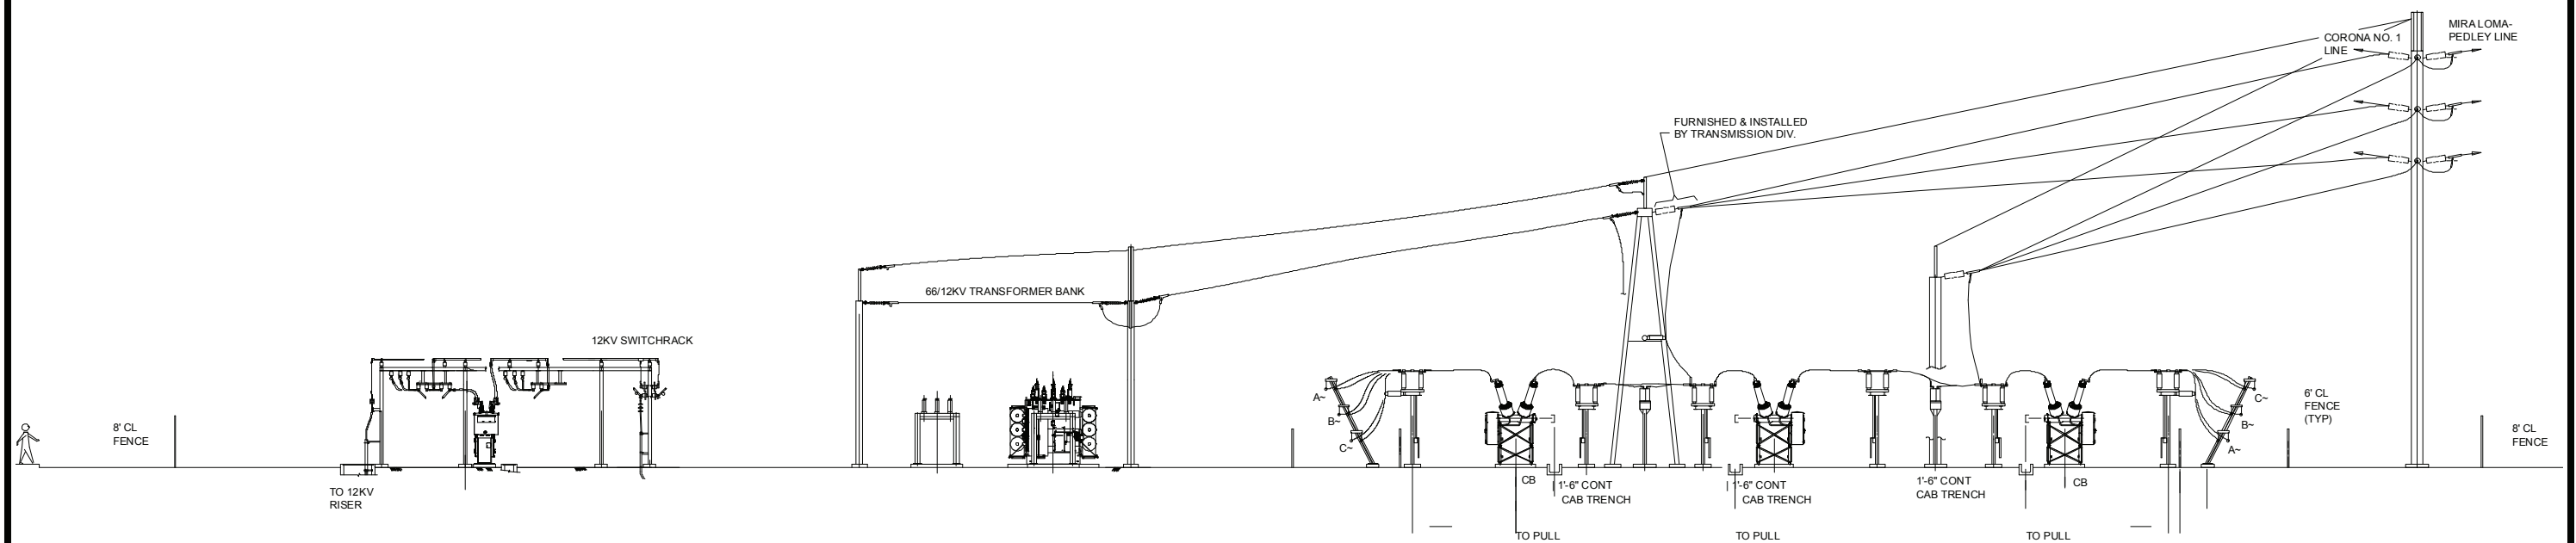 MIRA LOMA-
PEDLEY LINE
CORONA NO. 1
LINE
FURNISHED & INSTALLED
BY TRANSMISSION DIV.
66/12KV TRANSFORMER BANK
12KV SWITCHRACK
8' CL
FENCE
A~
B~
C~
C~
B~
A~
6' CL
FENCE
(TYP)
8' CL
FENCE
TO 12KV
RISER
CB
1'-6" CONT
CAB TRENCH
1'-6" CONT
CAB TRENCH
1'-6" CONT
CAB TRENCH
CB
TO PULL
TO PULL
TO PULL